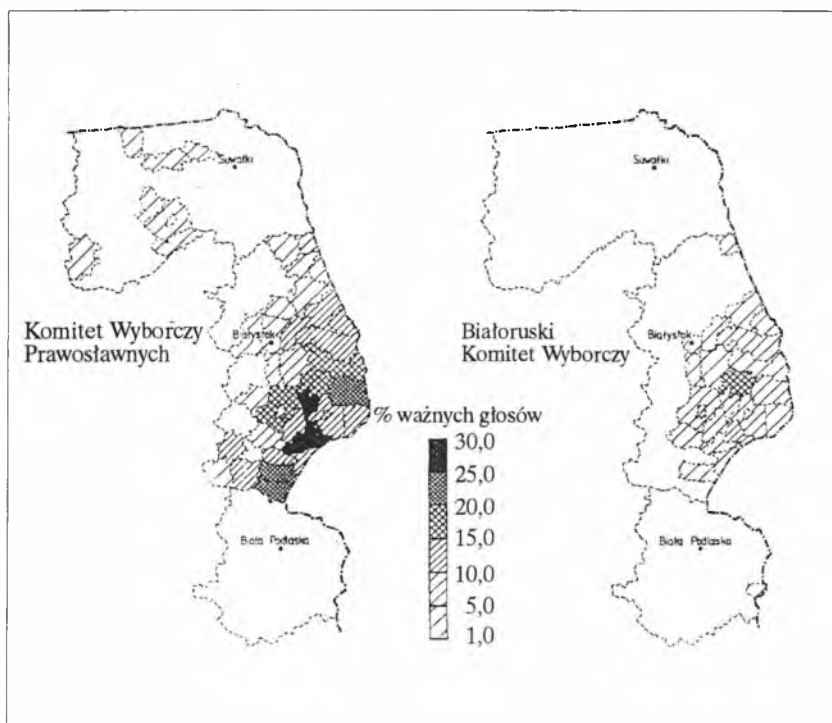 Suwałki
Suwałki
Komitet Wyborczy
Prawosławnych
Białystok
Białoruski
Komitet Wyborczy
Białystok
% ważnych głosów
30,0
25,0
20,0
15,0
10,0
5,0
1,0
Biała Podlaska
Biała Podlaska